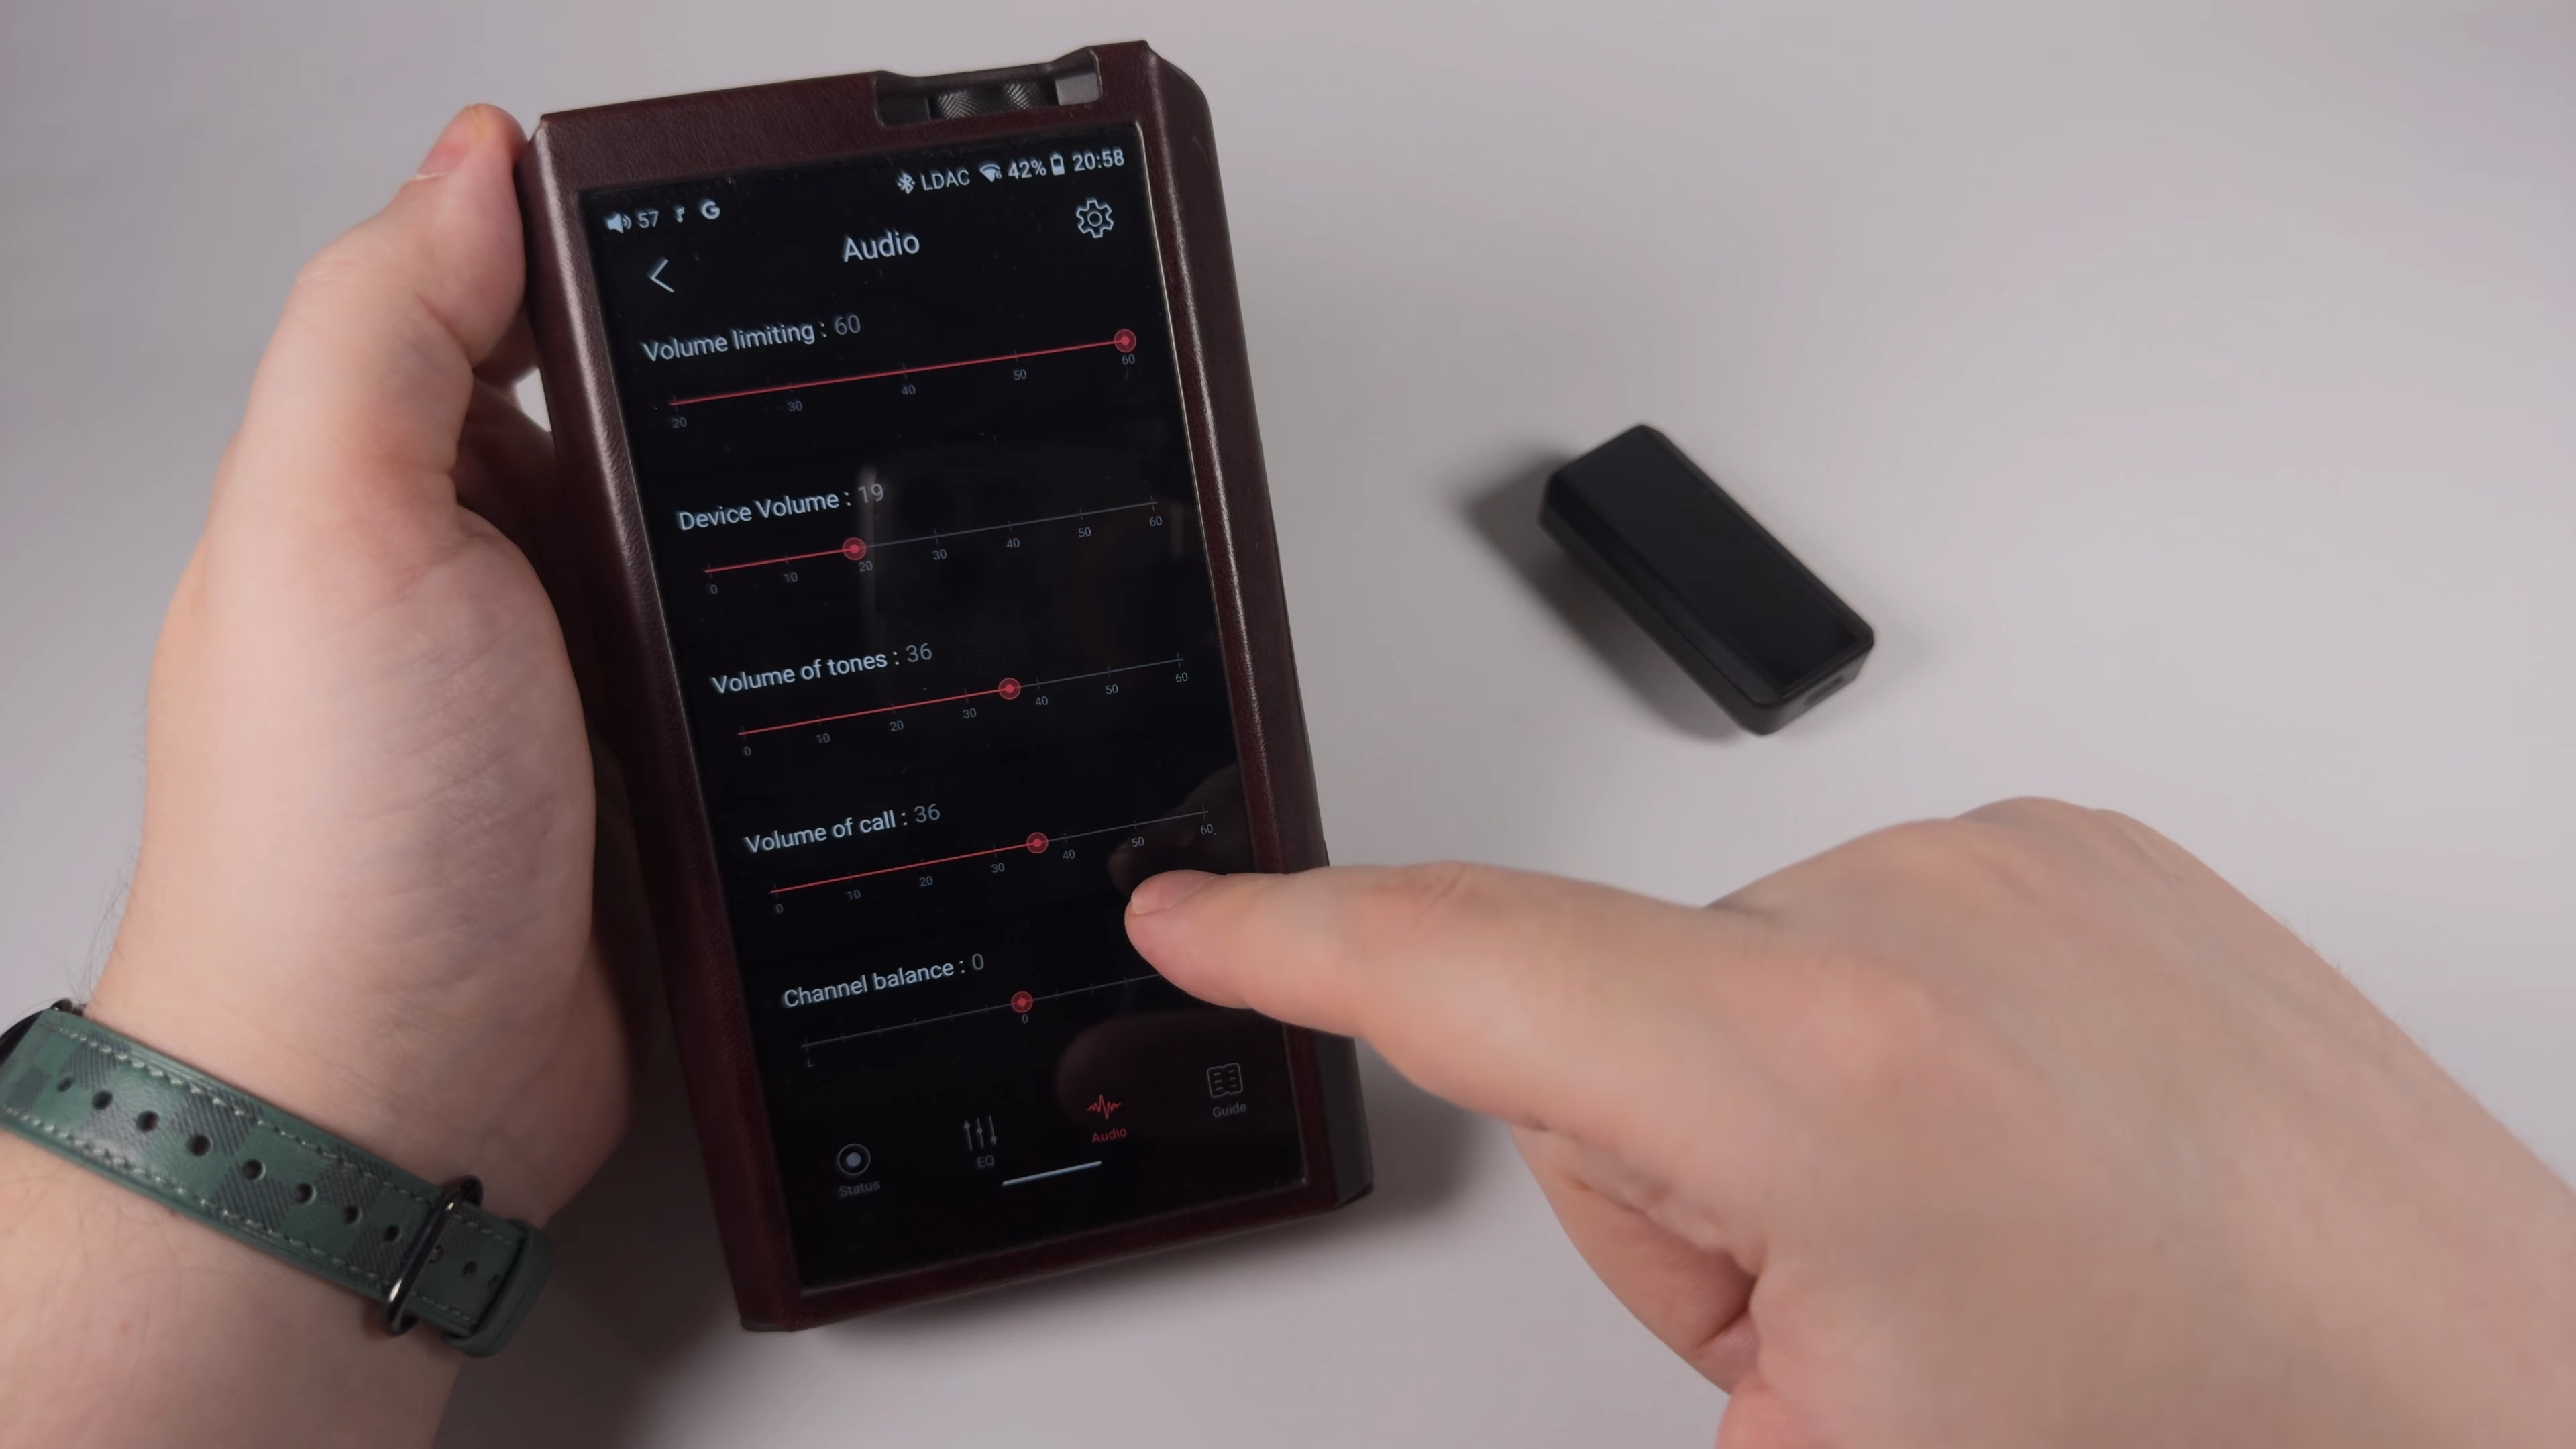 57 G LDAC 6 42% 20:58
Audio
Volume limiting : 60
20 30 40 50 60
Device Volume : 19
0 10 20 30 40 50 60
Volume of tones : 36
0 10 20 30 40 50 60
Volume of call : 36
0 10 20 30 40 50 60
Channel balance : 0
L 0
Status EQ Audio Guide